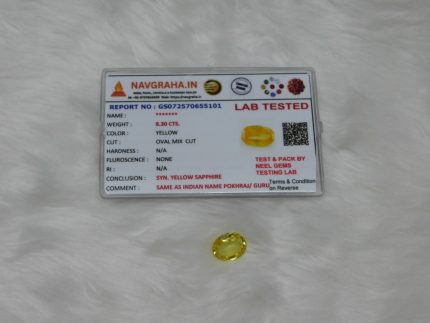 NAVGRAHA.IN
REPORT NO : GS072570655101
LAB TESTED
NAME : *******
WEIGHT : 8.30 CTS.
COLOR : YELLOW
CUT : OVAL MIX CUT
HARDNESS : N/A
FLUROSCENCE : NONE
RI : N/A
CONCLUSION : SYN. YELLOW SAPPHIRE
COMMENT : SAME AS INDIAN NAME POKHRAJ/ GURU
TEST & PACK BY
NEEL GEMS
TESTING LAB
Terms & Condition
on Reverse